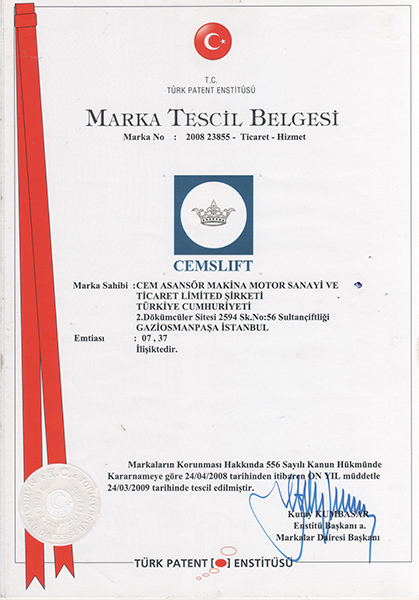 T.C.
TÜRK PATENT ENSTİTÜSÜ
MARKA TESCİL BELGESİ
Marka No : 2008 23855 - Ticaret - Hizmet
CEMSLIFT
Marka Sahibi : CEM ASANSÖR MAKİNA MOTOR SANAYİ VE
TİCARET LİMİTED ŞİRKETİ
TÜRKİYE CUMHURİYETİ
2.Dökümcüler Sitesi 2594 Sk.No:56 Sultançiftliği
GAZİOSMANPAŞA İSTANBUL
Emtiası : 07 , 37
İlişiktedir.
Markaların Korunması Hakkında 556 Sayılı Kanun Hükmünde
Kararnameye göre 24/04/2008 tarihinden itibaren ON YIL müddetle
24/03/2009 tarihinde tescil edilmiştir.
Kutay KUMBASAR
Enstitü Başkanı a.
Markalar Dairesi Başkanı
TÜRK PATENT ENSTİTÜSÜ